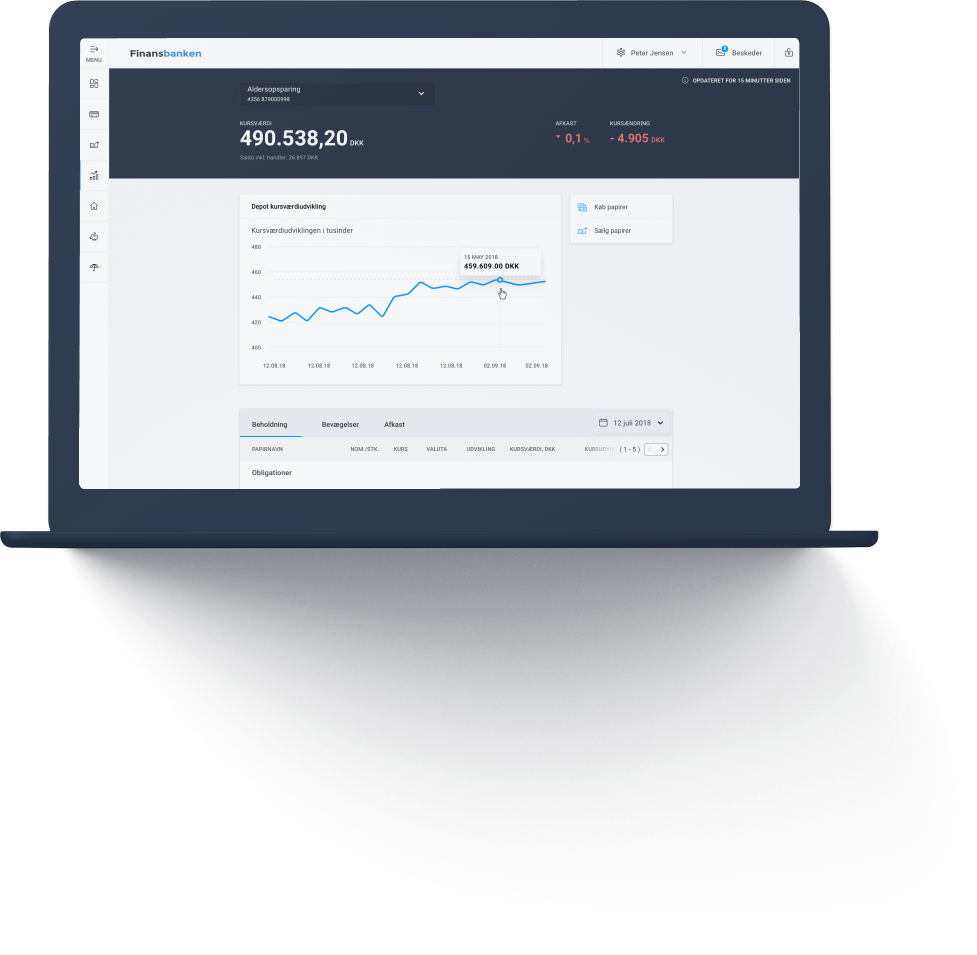 MENU
Finansbanken
Peter Jensen
Beskeder
OPDATERET FOR 15 MINUTTER SIDEN
Aldersopsparing
4356 879000998
KURSVÆRDI
490.538,20 DKK
Saldo inkl. handler: 26.897 DKK
AFKAST
0,1 %
KURSÆNDRING
- 4.905 DKK
Depot kursværdiudvikling
Kursværdiudviklingen i tusinder
480
460
440
420
400
15 MAY 2018
459.609.00 DKK
12.08.18 12.08.18 12.08.18 12.08.18 12.08.18 02.09.18 02.09.18
Køb papirer
Sælg papirer
Beholdning Bevægelser Afkast
12 juli 2018
PAPIRNAVN NOM./STK. KURS VALUTA UDVIKLING KURSVÆRDI, DKK ( 1 - 5 )
Obligationer